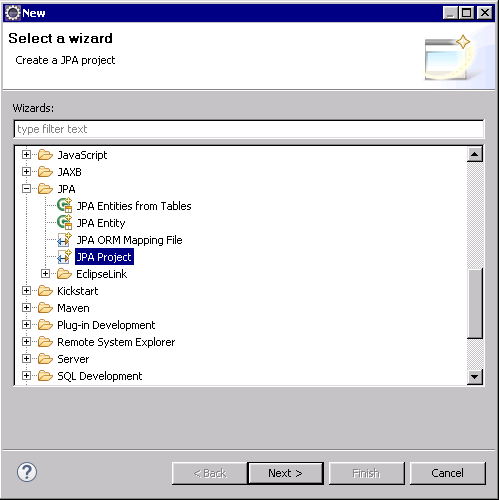 New
Select a wizard
Create a JPA project
Wizards:
type filter text
JavaScript
JAXB
JPA
JPA Entities from Tables
JPA Entity
JPA ORM Mapping File
JPA Project
EclipseLink
Kickstart
Maven
Plug-in Development
Remote System Explorer
Server
SQL Development
?
< Back
Next >
Finish
Cancel